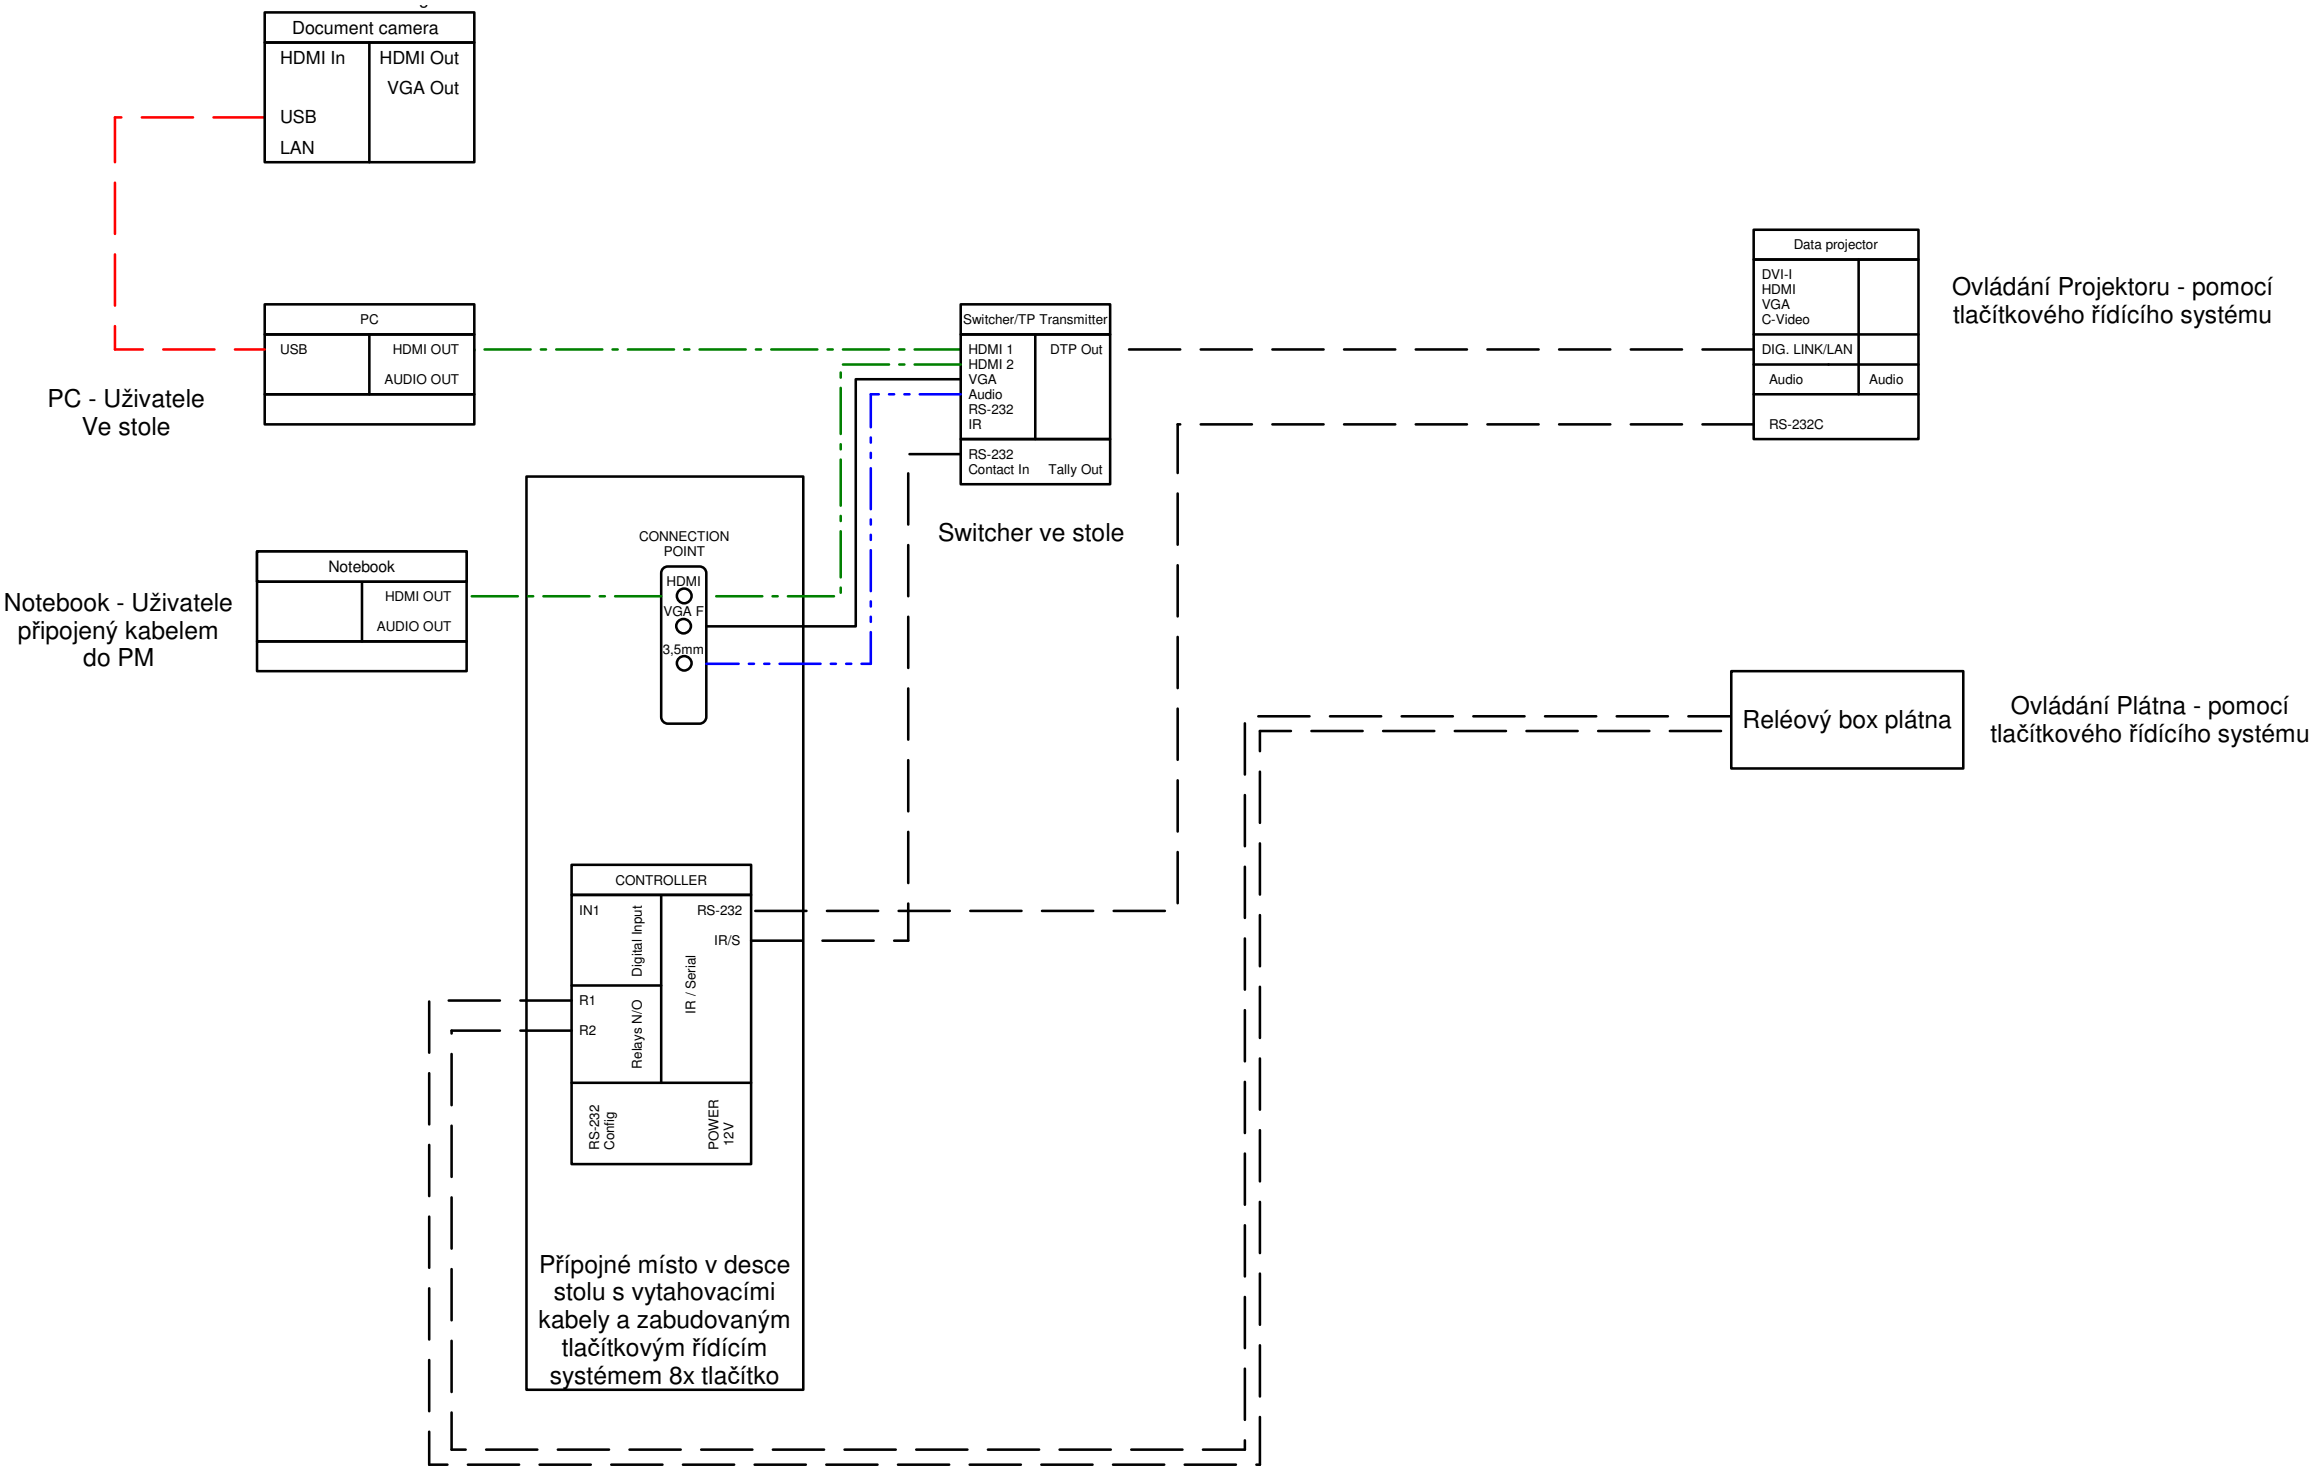 Document camera
HDMI In
HDMI Out
VGA Out
USB
LAN
PC
USB
HDMI OUT
AUDIO OUT
PC - Uživatele
Ve stole
Switcher/TP Transmitter
HDMI 1
DTP Out
HDMI 2
VGA
Audio
RS-232
IR
RS-232
Contact In
Tally Out
Switcher ve stole
Data projector
DVI-I
HDMI
VGA
C-Video
DIG. LINK/LAN
Audio
Audio
RS-232C
Ovládání Projektoru - pomocí
tlačítkového řídícího systému
Notebook
HDMI OUT
AUDIO OUT
Notebook - Uživatele
připojený kabelem
do PM
CONNECTION
POINT
HDMI
VGA F
3,5mm
Reléový box plátna
Ovládání Plátna - pomocí
tlačítkového řídícího systému
CONTROLLER
IN1
Digital Input
RS-232
IR/S
IR / Serial
R1
R2
Relays N/O
RS-232
Config
POWER
12V
Přípojné místo v desce
stolu s vytahovacími
kabely a zabudovaným
tlačítkovým řídícím
systémem 8x tlačítko